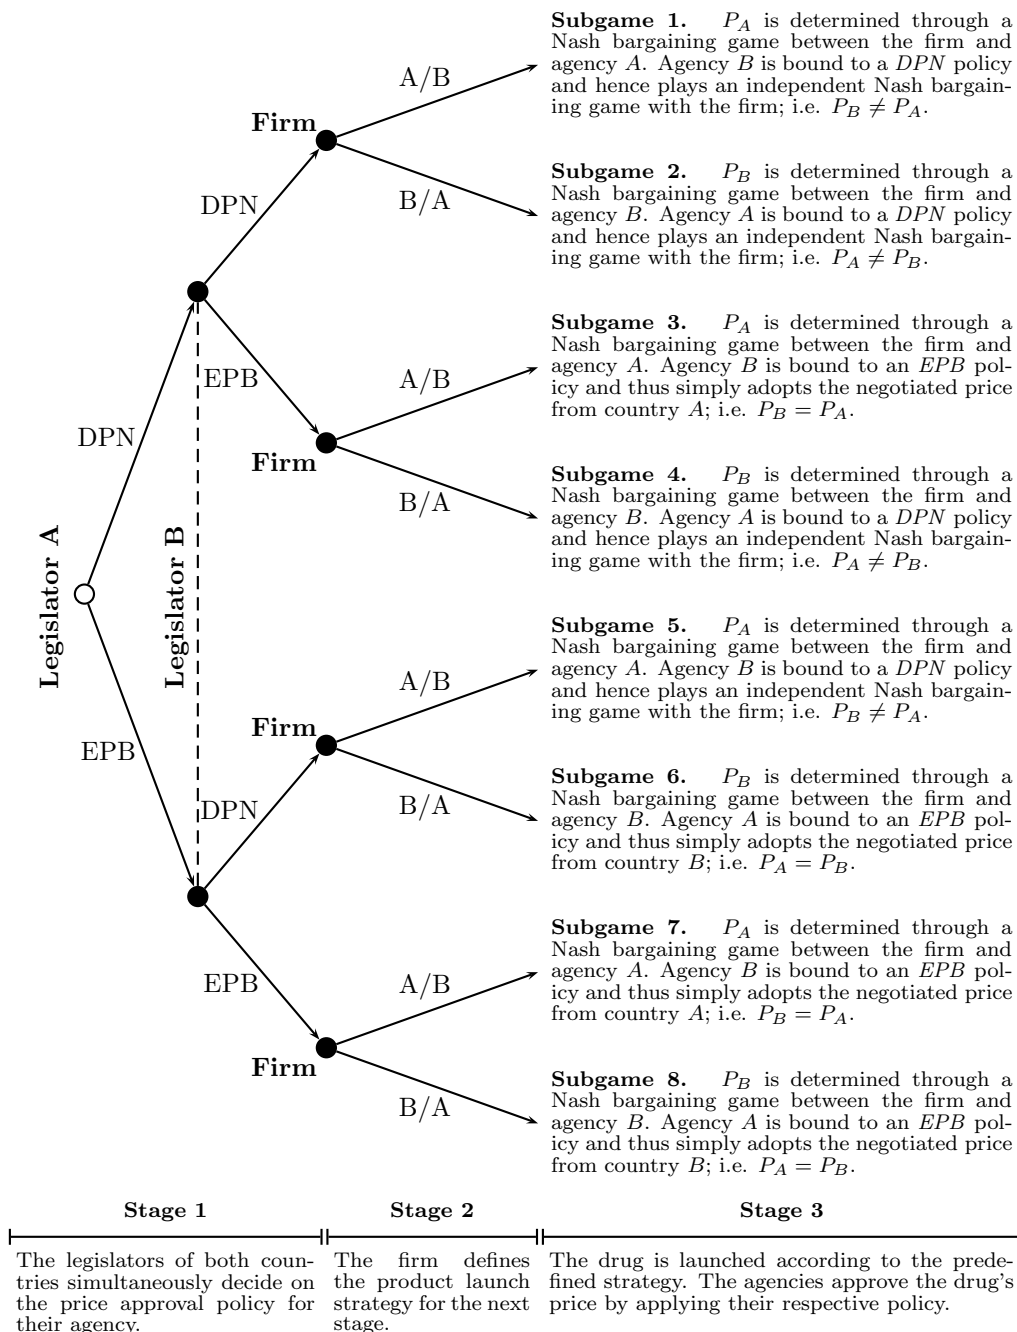 Subgame 1. P_A is determined through a
Nash bargaining game between the firm and
agency A. Agency B is bound to a DPN policy
and hence plays an independent Nash bargain-
ing game with the firm; i.e. P_B ≠ P_A.
A/B
Firm
B/A
DPN
Subgame 2. P_B is determined through a
Nash bargaining game between the firm and
agency B. Agency A is bound to a DPN policy
and hence plays an independent Nash bargain-
ing game with the firm; i.e. P_A ≠ P_B.
Subgame 3. P_A is determined through a
Nash bargaining game between the firm and
agency A. Agency B is bound to an EPB pol-
icy and thus simply adopts the negotiated price
from country A; i.e. P_B = P_A.
EPB
A/B
DPN
Firm
B/A
Subgame 4. P_B is determined through a
Nash bargaining game between the firm and
agency B. Agency A is bound to a DPN policy
and hence plays an independent Nash bargain-
ing game with the firm; i.e. P_A ≠ P_B.
Legislator A
Legislator B
Subgame 5. P_A is determined through a
Nash bargaining game between the firm and
agency A. Agency B is bound to a DPN policy
and hence plays an independent Nash bargain-
ing game with the firm; i.e. P_B ≠ P_A.
A/B
Firm
EPB
DPN
B/A
Subgame 6. P_B is determined through a
Nash bargaining game between the firm and
agency B. Agency A is bound to an EPB pol-
icy and thus simply adopts the negotiated price
from country B; i.e. P_A = P_B.
Subgame 7. P_A is determined through a
Nash bargaining game between the firm and
agency A. Agency B is bound to an EPB pol-
icy and thus simply adopts the negotiated price
from country A; i.e. P_B = P_A.
EPB
A/B
Firm
B/A
Subgame 8. P_B is determined through a
Nash bargaining game between the firm and
agency B. Agency A is bound to an EPB pol-
icy and thus simply adopts the negotiated price
from country B; i.e. P_A = P_B.
Stage 1
The legislators of both coun-
tries simultaneously decide on
the price approval policy for
their agency.
Stage 2
The firm defines
the product launch
strategy for the next
stage.
Stage 3
The drug is launched according to the prede-
fined strategy. The agencies approve the drug's
price by applying their respective policy.